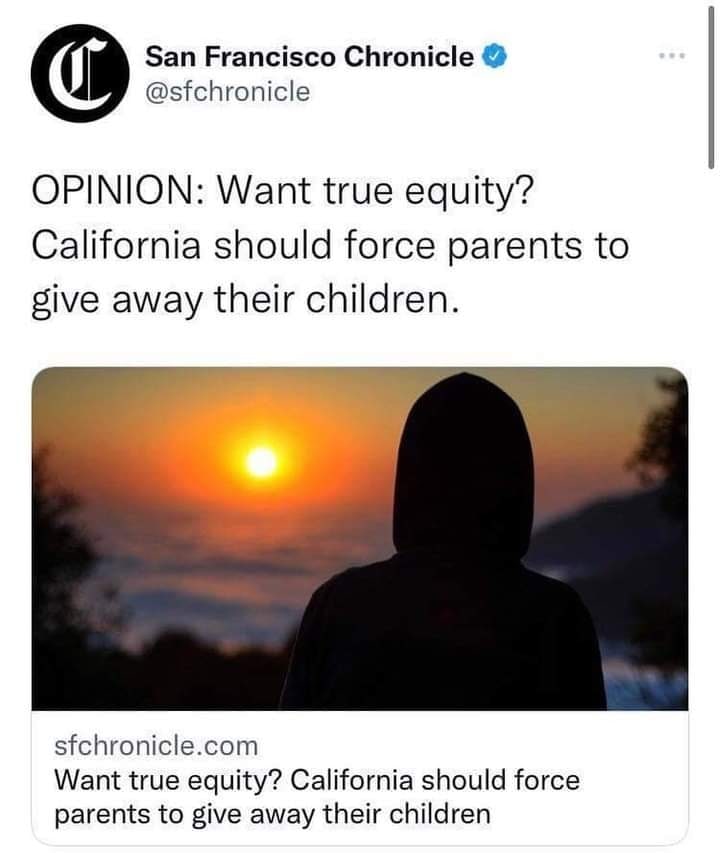 San Francisco Chronicle
@sfchronicle
OPINION: Want true equity?
California should force parents to
give away their children.
sfchronicle.com
Want true equity? California should force
parents to give away their children